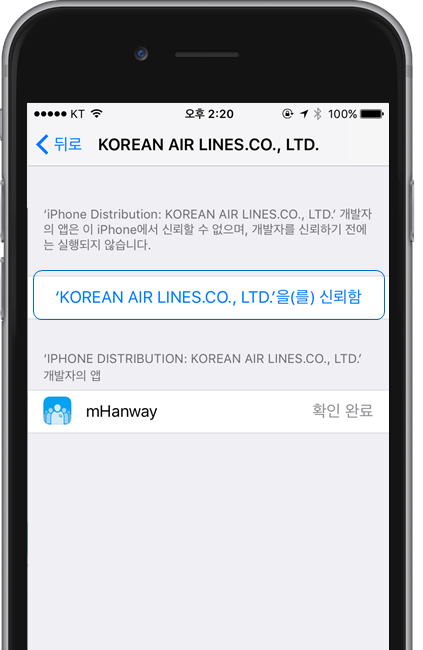 KT 오후 2:20 100%
뒤로 KOREAN AIR LINES.CO., LTD.
‘iPhone Distribution: KOREAN AIR LINES.CO., LTD.’ 개발자
의 앱은 이 iPhone에서 신뢰할 수 없으며, 개발자를 신뢰하기 전에
는 실행되지 않습니다.
‘KOREAN AIR LINES.CO., LTD.’을(를) 신뢰함
‘IPHONE DISTRIBUTION: KOREAN AIR LINES.CO., LTD.’
개발자의 앱
mHanway 확인 완료